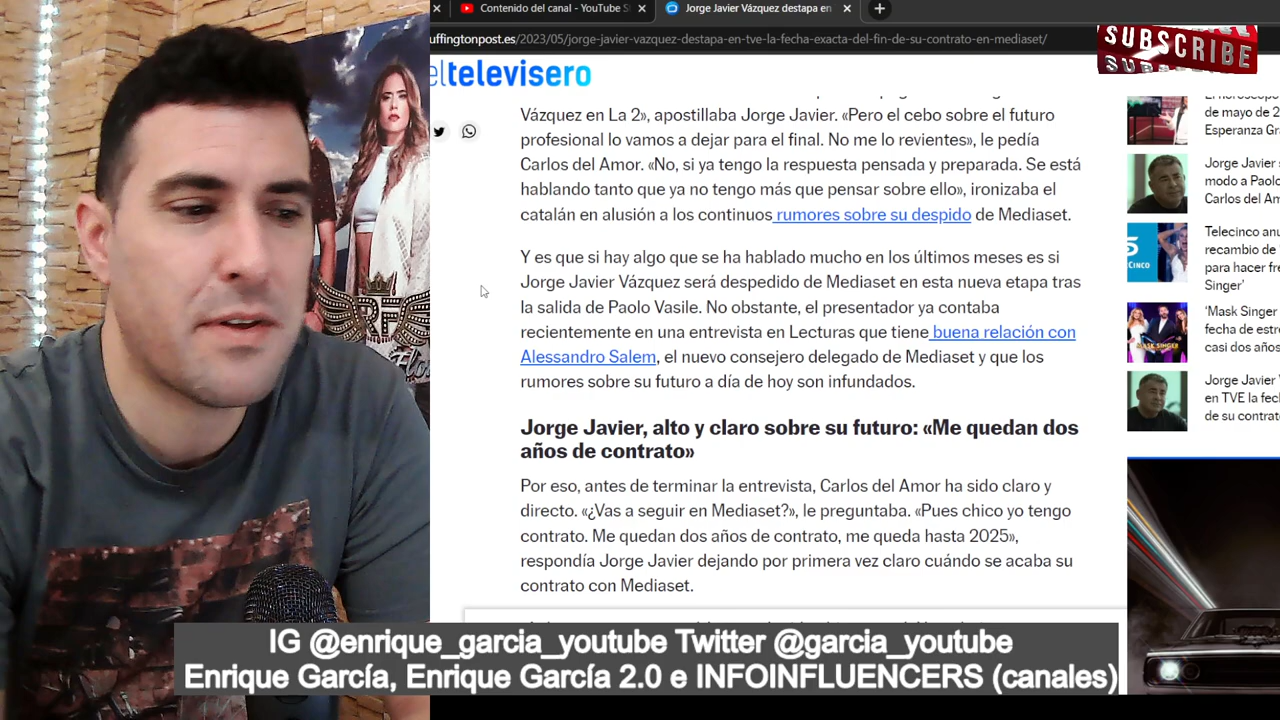 Contenido del canal - YouTube S
Jorge Javier Vázquez destapa en
uffingtonpost.es/2023/05/jorge-javier-vazquez-destapa-en-tve-la-fecha-exacta-del-fin-de-su-contrato-en-mediaset/
SUBSCRIBE
eltelevisero
Vázquez en La 2», apostillaba Jorge Javier. «Pero el cebo sobre el futuro
profesional lo vamos a dejar para el final. No me lo revientes», le pedía
Carlos del Amor. «No, si ya tengo la respuesta pensada y preparada. Se está
hablando tanto que ya no tengo más que pensar sobre ello», ironizaba el
catalán en alusión a los continuos rumores sobre su despido de Mediaset.
Y es que si hay algo que se ha hablado mucho en los últimos meses es si
Jorge Javier Vázquez será despedido de Mediaset en esta nueva etapa tras
la salida de Paolo Vasile. No obstante, el presentador ya contaba
recientemente en una entrevista en Lecturas que tiene buena relación con
Alessandro Salem, el nuevo consejero delegado de Mediaset y que los
rumores sobre su futuro a día de hoy son infundados.
Jorge Javier, alto y claro sobre su futuro: «Me quedan dos
años de contrato»
Por eso, antes de terminar la entrevista, Carlos del Amor ha sido claro y
directo. «¿Vas a seguir en Mediaset?», le preguntaba. «Pues chico yo tengo
contrato. Me quedan dos años de contrato, me queda hasta 2025»,
respondía Jorge Javier dejando por primera vez claro cuándo se acaba su
contrato con Mediaset.
El horóscopo
de mayo de 2
Esperanza Gra
Jorge Javier s
modo a Paolo
Carlos del Am
5
CINCO
Telecinco anu
recambio de
para hacer fre
Singer'
MASK SINGER
'Mask Singer
fecha de estre
casi dos años
Jorge Javier V
en TVE la fech
de su contrato
RF
Flo
IG @enrique_garcia_youtube Twitter @garcia_youtube
Enrique García, Enrique García 2.0 e INFOINFLUENCERS (canales)